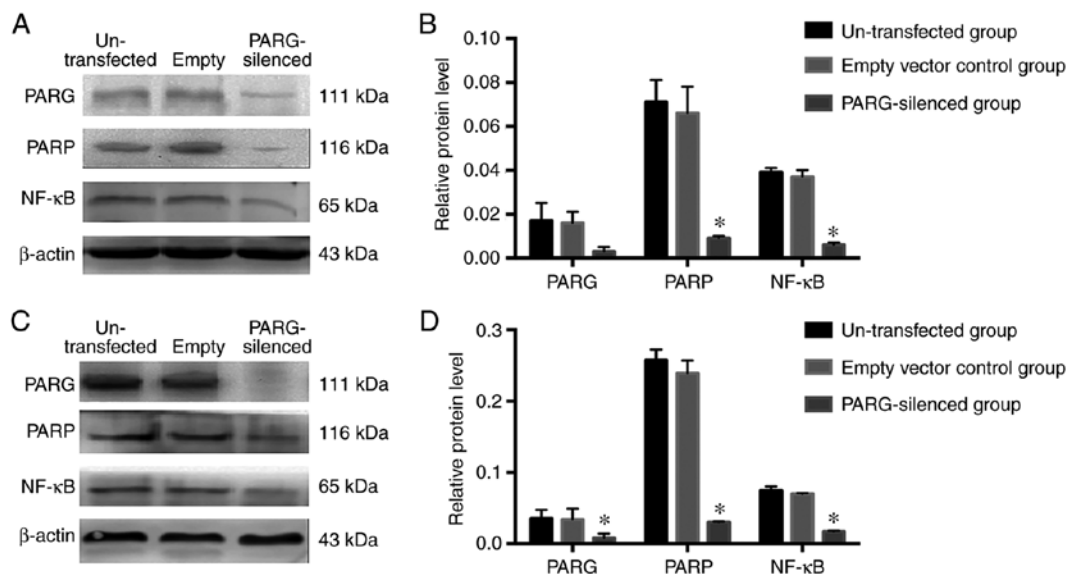 A
Un-
transfected Empty PARG-
silenced
PARG 111 kDa
PARP 116 kDa
NF-κB 65 kDa
β-actin 43 kDa
B
Relative protein level
0.10
0.08
0.06
0.04
0.02
0.00
PARG PARP NF-κB
* *
Un-transfected group
Empty vector control group
PARG-silenced group
C
Un-
transfected Empty PARG-
silenced
PARG 111 kDa
PARP 116 kDa
NF-κB 65 kDa
β-actin 43 kDa
D
Relative protein level
0.3
0.2
0.1
0.0
PARG PARP NF-κB
* * *
Un-transfected group
Empty vector control group
PARG-silenced group